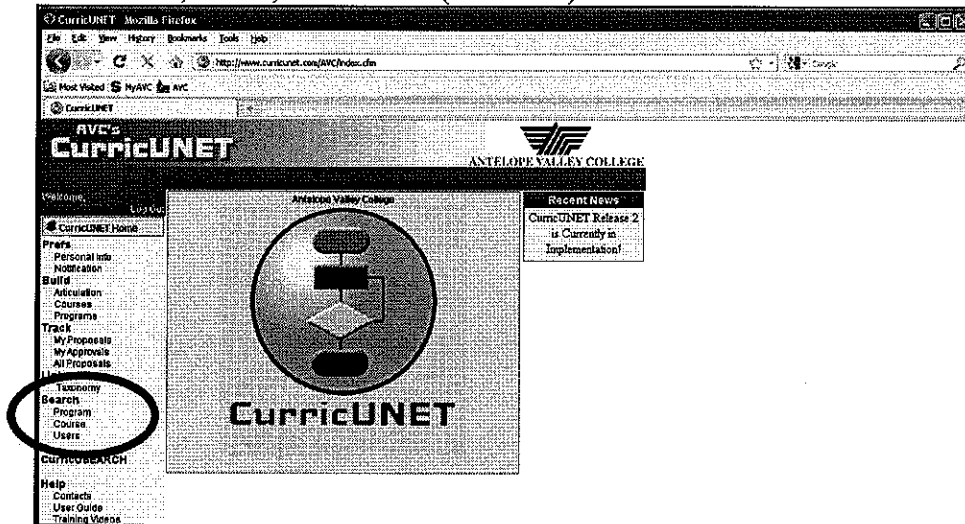 CurricUNET - Mozilla Firefox
File Edit View History Bookmarks Tools Help
http://www.curricunet.com/AVC/index.cfm
Google
Most Visited MyAVC AVC
CurricUNET
AVC's
CurricUNET
ANTELOPE VALLEY COLLEGE
Welcome,
Log Out
CurricUNET Home
Prefs
Personal Info
Notification
Build
Articulation
Courses
Programs
Track
My Proposals
My Approvals
All Proposals
Taxonomy
Search
Program
Course
Users
CurricUSEARCH
Help
Contacts
User Guide
Training Videos
Antelope Valley College
CurricUNET
Recent News
CurricUNET Release 2
is Currently in
Implementation!